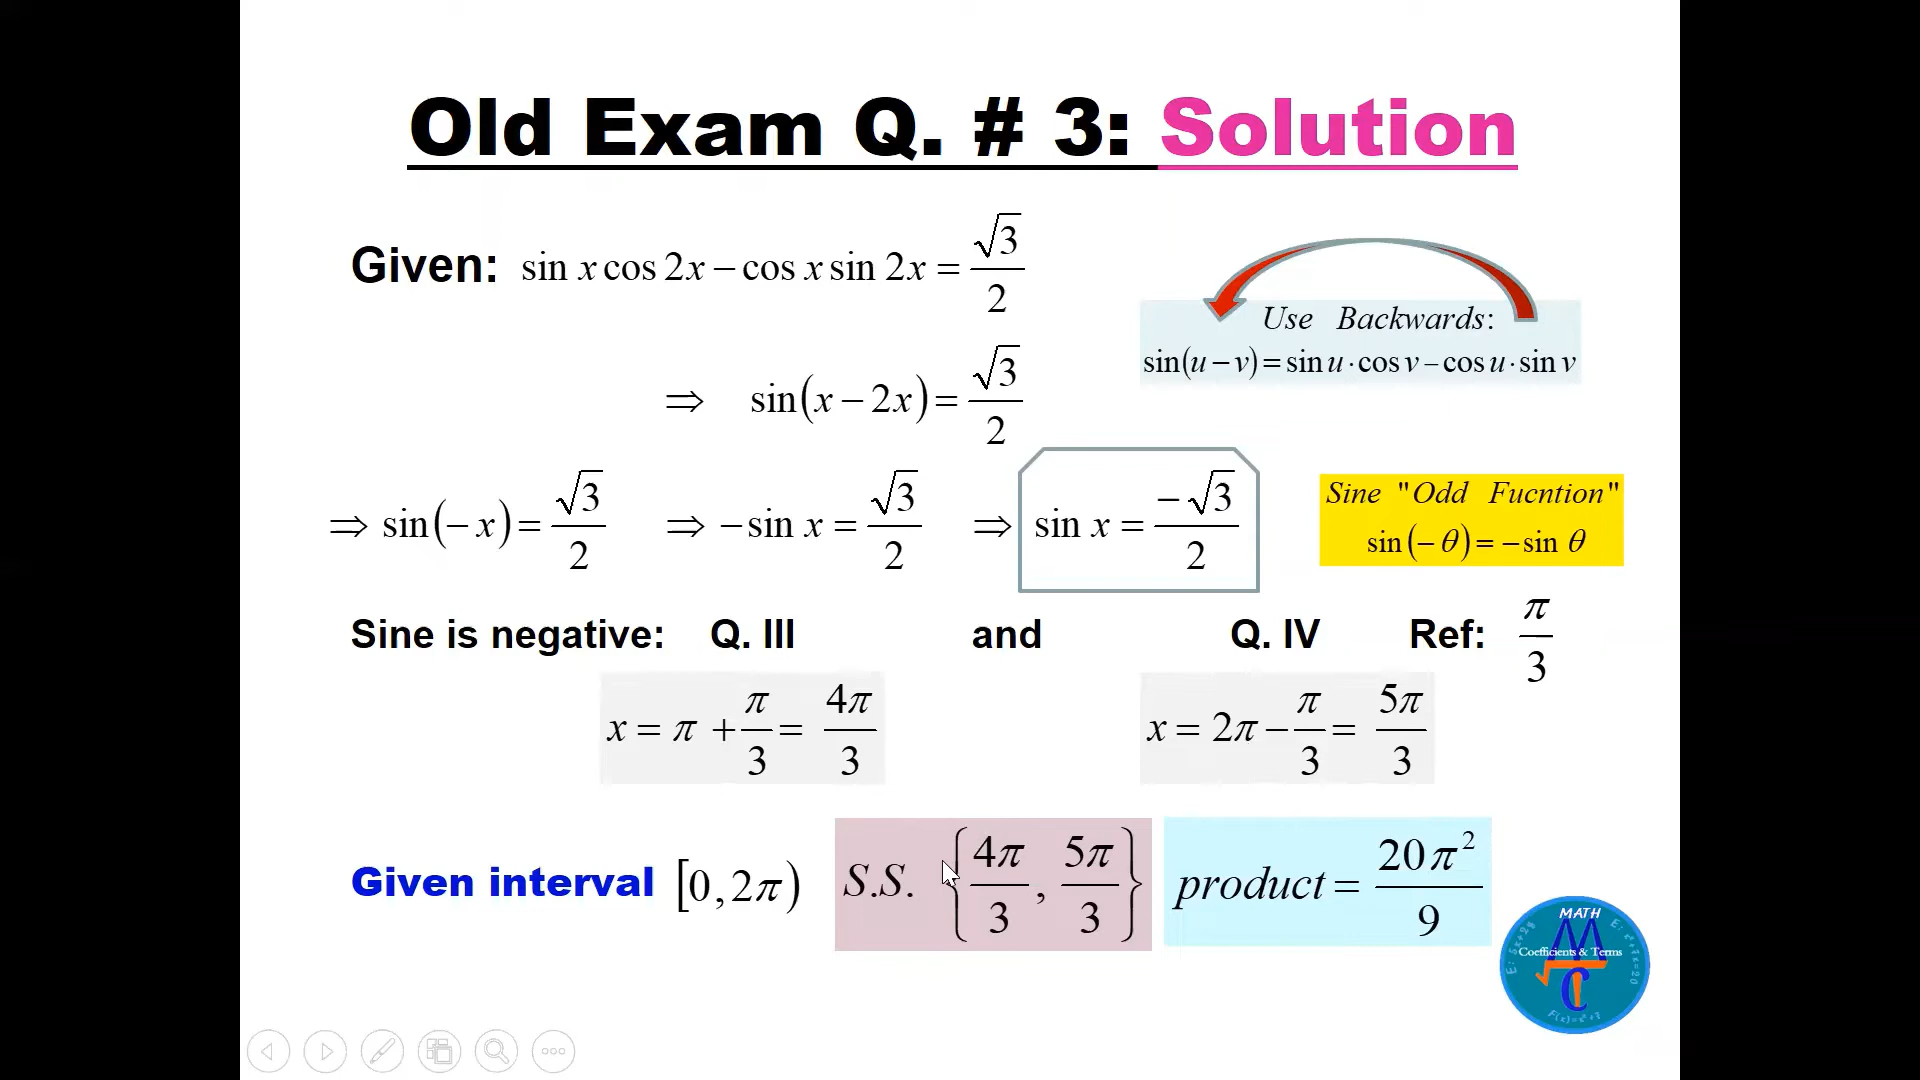 Old Exam Q. # 3: Solution
Given: sin x cos 2x − cos x sin 2x = √3/2
Use Backwards:
sin(u − v) = sin u · cos v − cos u · sin v
⇒ sin(x − 2x) = √3/2
⇒ sin(− x) = √3/2 ⇒ − sin x = √3/2 ⇒ sin x = −√3/2
Sine "Odd Fucntion"
sin(− θ) = − sin θ
Sine is negative: Q. III and Q. IV Ref: π/3
x = π + π/3 = 4π/3 x = 2π − π/3 = 5π/3
Given interval [0, 2π) S.S. {4π/3, 5π/3} product = 20π²/9
MATH
Coefficients & Terms